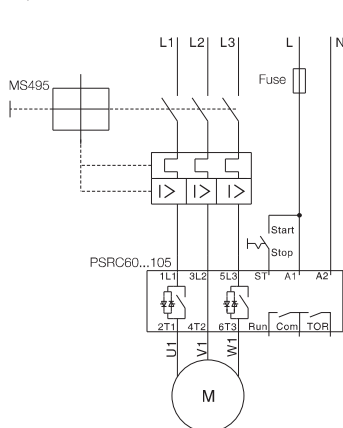 L1 L2 L3 L N
MS495
Fuse
I> I> I>
Start
Stop
PSRC60...105
1L1 3L2 5L3 ST A1 A2
2T1 4T2 6T3 Run Com TOR
U1 V1 W1
M